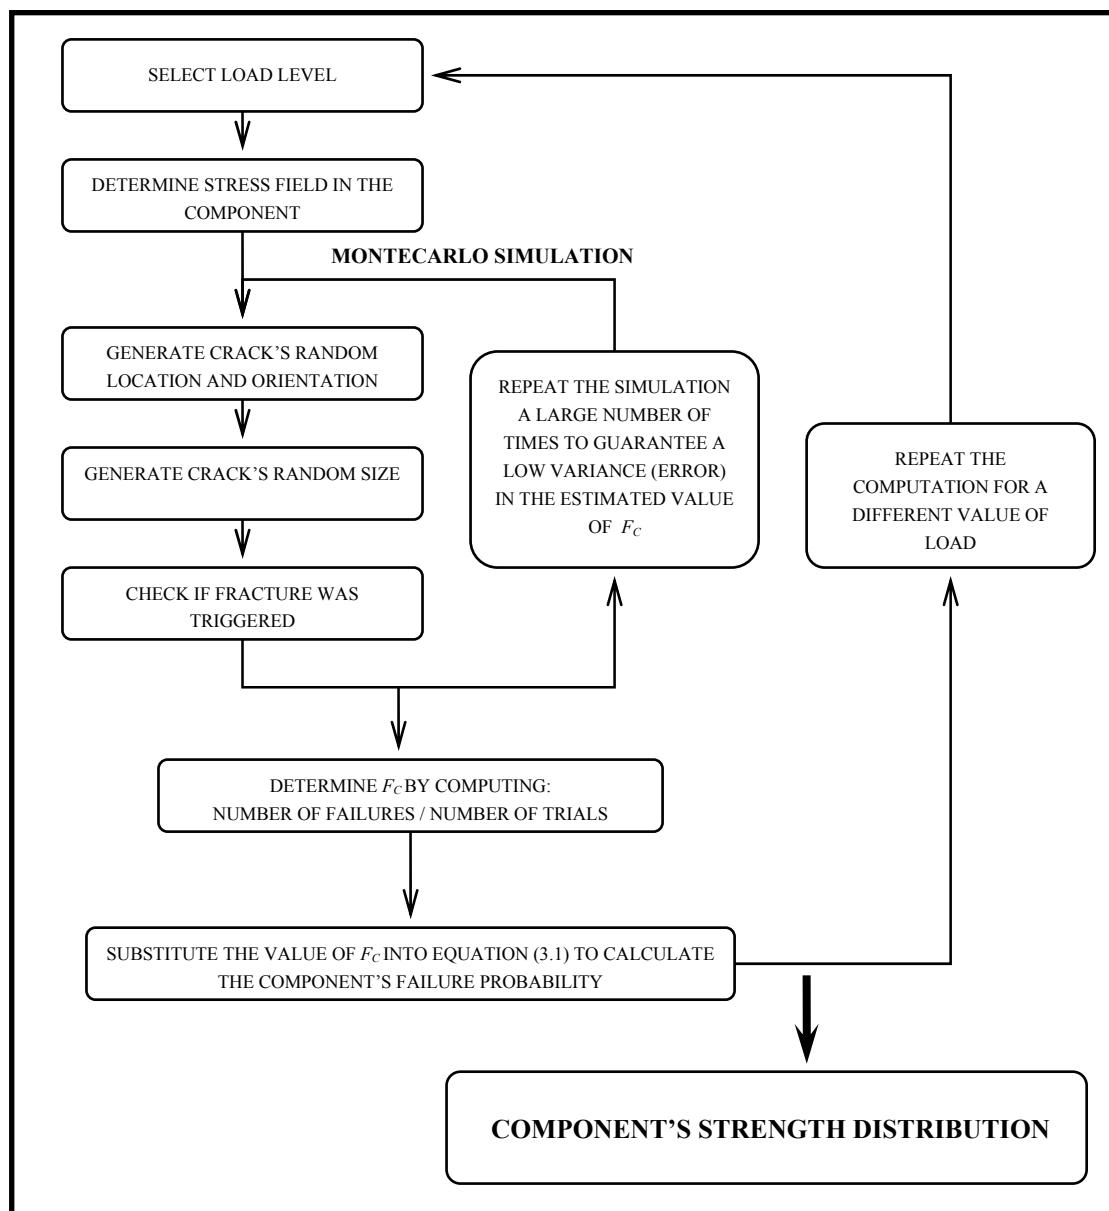 SELECT LOAD LEVEL
DETERMINE STRESS FIELD IN THE
COMPONENT
MONTECARLO SIMULATION
GENERATE CRACK’S RANDOM
LOCATION AND ORIENTATION
GENERATE CRACK’S RANDOM SIZE
CHECK IF FRACTURE WAS
TRIGGERED
REPEAT THE SIMULATION
A LARGE NUMBER OF
TIMES TO GUARANTEE A
LOW VARIANCE (ERROR)
IN THE ESTIMATED VALUE
OF F_C
REPEAT THE
COMPUTATION FOR A
DIFFERENT VALUE OF
LOAD
DETERMINE F_C BY COMPUTING:
NUMBER OF FAILURES / NUMBER OF TRIALS
SUBSTITUTE THE VALUE OF F_C INTO EQUATION (3.1) TO CALCULATE
THE COMPONENT’S FAILURE PROBABILITY
COMPONENT’S STRENGTH DISTRIBUTION